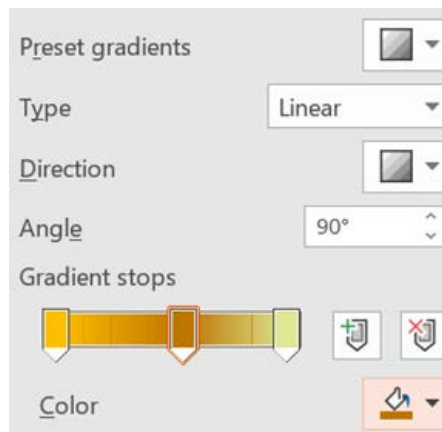 Preset gradients
Type Linear
Direction
Angle 90°
Gradient stops
Color